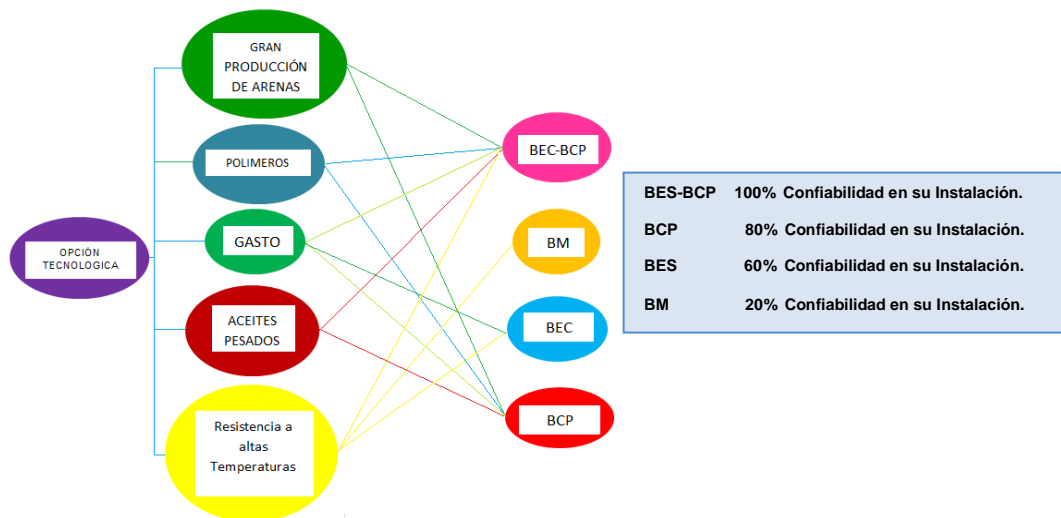 OPCIÓN
TECNOLOGICA
GRAN
PRODUCCIÓN
DE ARENAS
POLIMEROS
GASTO
ACEITES
PESADOS
Resistencia a
altas
Temperaturas
BEC-BCP
BM
BEC
BCP
BES-BCP 100% Confiabilidad en su Instalación.
BCP 80% Confiabilidad en su Instalación.
BES 60% Confiabilidad en su Instalación.
BM 20% Confiabilidad en su Instalación.